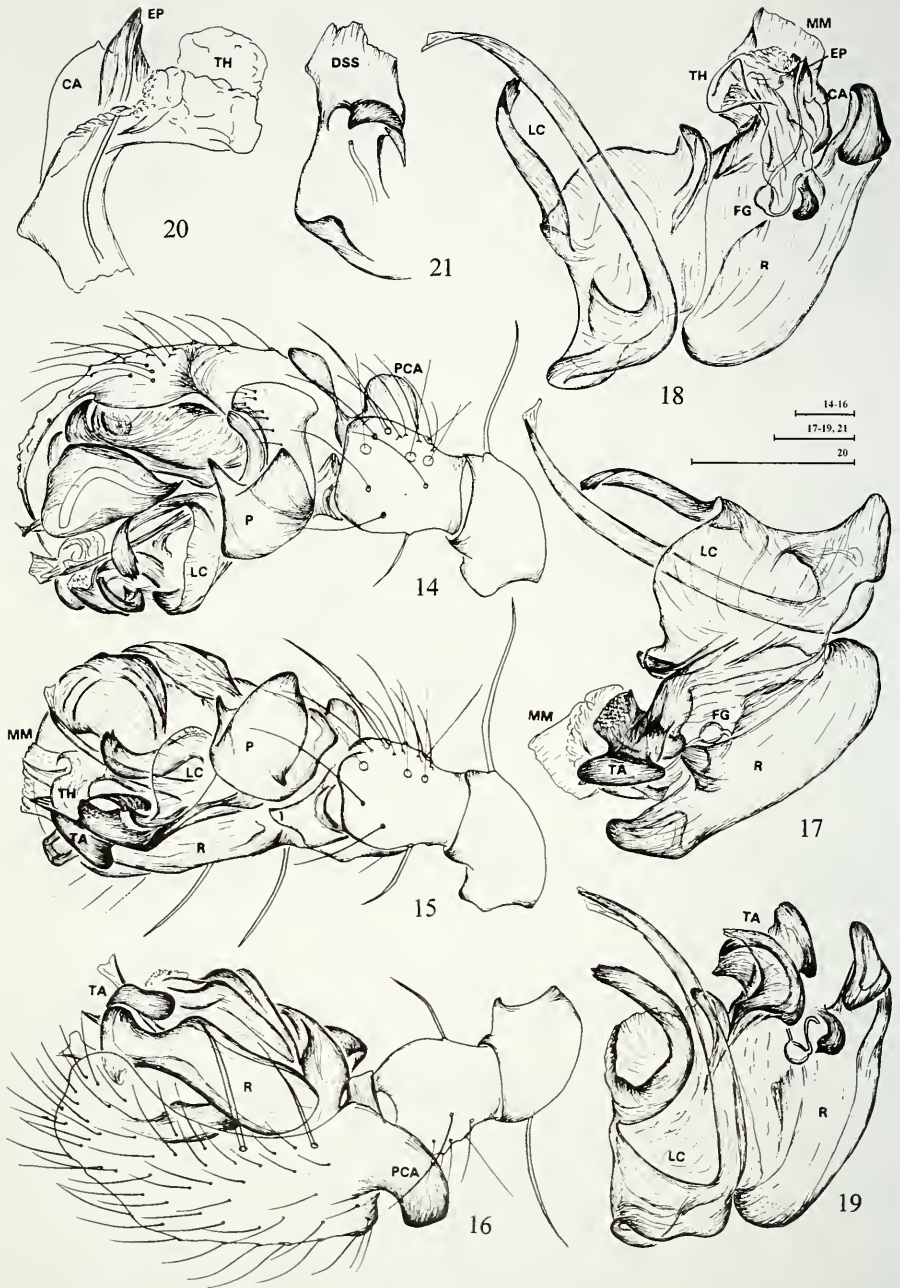 EP
CA
TH
20
DSS
21
MM
EP
TH
CA
LC
FG
R
18
14-16
17-19, 21
20
PCA
P
LC
14
LC
MM
FG
TA
R
17
MM
P
LC
TH
TA
R
15
TA
R
PCA
16
TA
R
LC
19